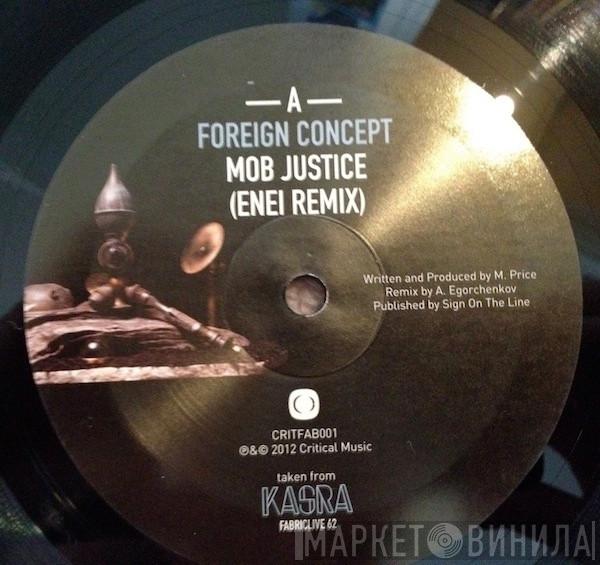 A
FOREIGN CONCEPT
MOB JUSTICE
(ENEI REMIX)
Written and Produced by M. Price
Remix by A. Egorchenkov
Published by Sign On The Line
CRITFAB001
℗&© 2012 Critical Music
taken from
KASRA
FABRICLIVE 62
МАРКЕТ ВИНИЛА